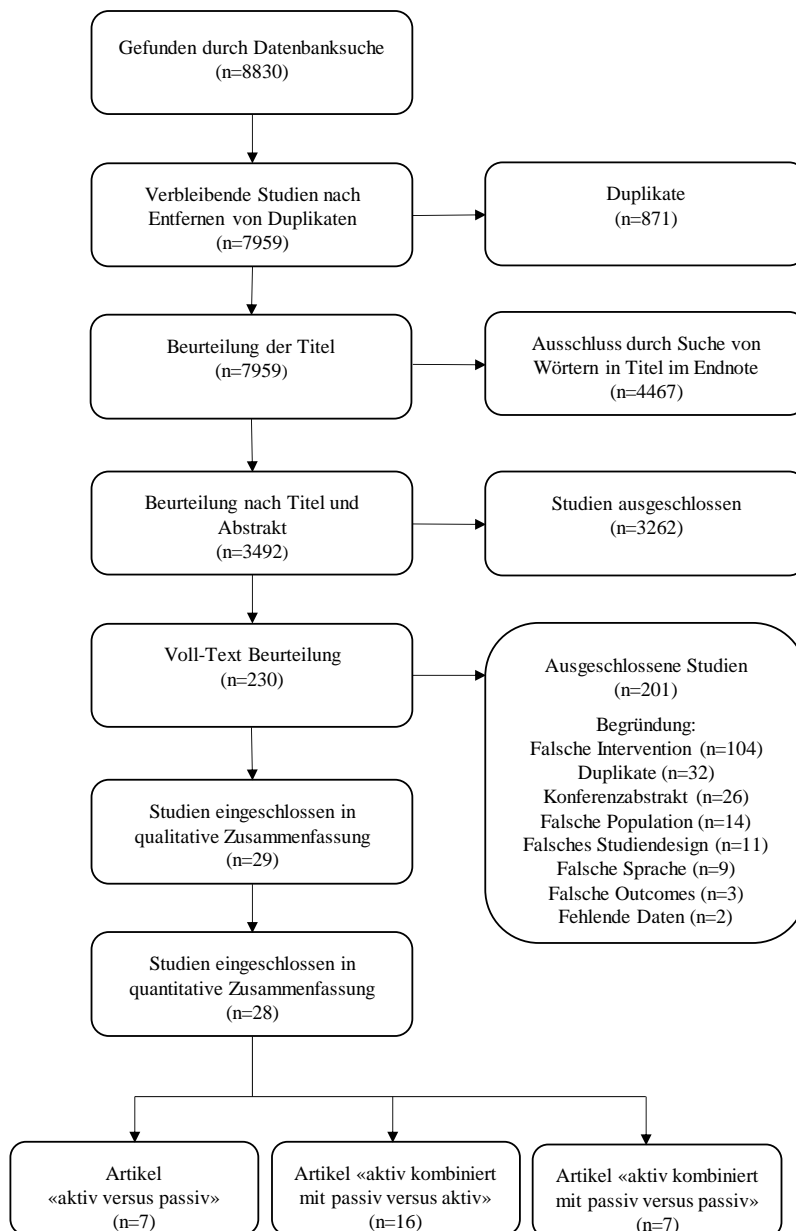 Gefunden durch Datenbanksuche
(n=8830)
Verbleibende Studien nach
Entfernen von Duplikaten
(n=7959)
Duplikate
(n=871)
Beurteilung der Titel
(n=7959)
Ausschluss durch Suche von
Wörtern in Titel im Endnote
(n=4467)
Beurteilung nach Titel und
Abstrakt
(n=3492)
Studien ausgeschlossen
(n=3262)
Voll-Text Beurteilung
(n=230)
Ausgeschlossene Studien
(n=201)
Begründung:
Falsche Intervention (n=104)
Duplikate (n=32)
Konferenzabstrakt (n=26)
Falsche Population (n=14)
Falsches Studiendesign (n=11)
Falsche Sprache (n=9)
Falsche Outcomes (n=3)
Fehlende Daten (n=2)
Studien eingeschlossen in
qualitative Zusammenfassung
(n=29)
Studien eingeschlossen in
quantitative Zusammenfassung
(n=28)
Artikel
«aktiv versus passiv»
(n=7)
Artikel «aktiv kombiniert
mit passiv versus aktiv»
(n=16)
Artikel «aktiv kombiniert
mit passiv versus passiv»
(n=7)